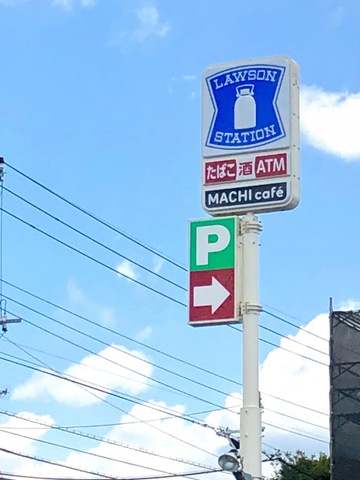 LAWSON
STATION
たばこ 酒 ATM
MACHI café
P